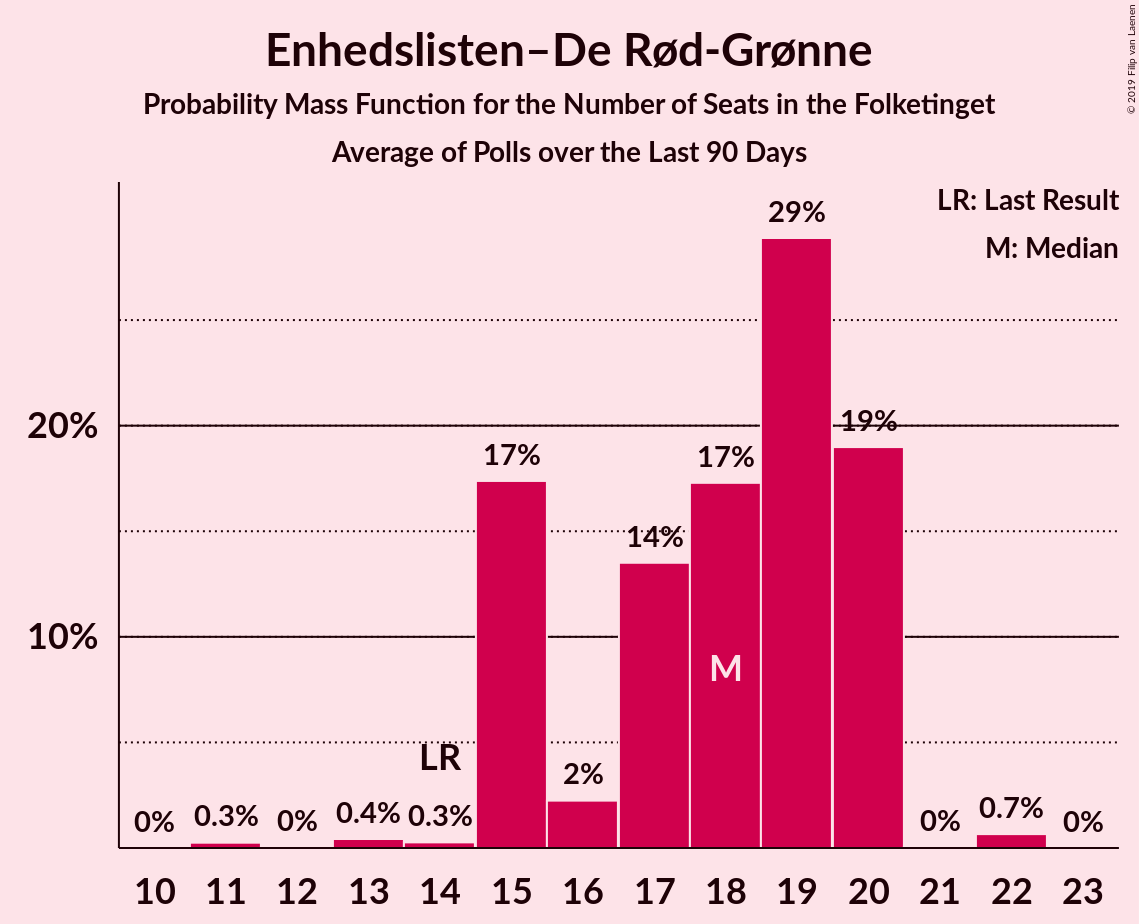 Enhedslisten–De Rød-Grønne
Probability Mass Function for the Number of Seats in the Folketinget
Average of Polls over the Last 90 Days
© 2019 Filip van Laenen
LR: Last Result
M: Median
29%
20%
19%
17%
17%
14%
10%
M
LR
2%
0%
0.3%
0%
0.4%
0.3%
0%
0.7%
0%
10 11 12 13 14 15 16 17 18 19 20 21 22 23